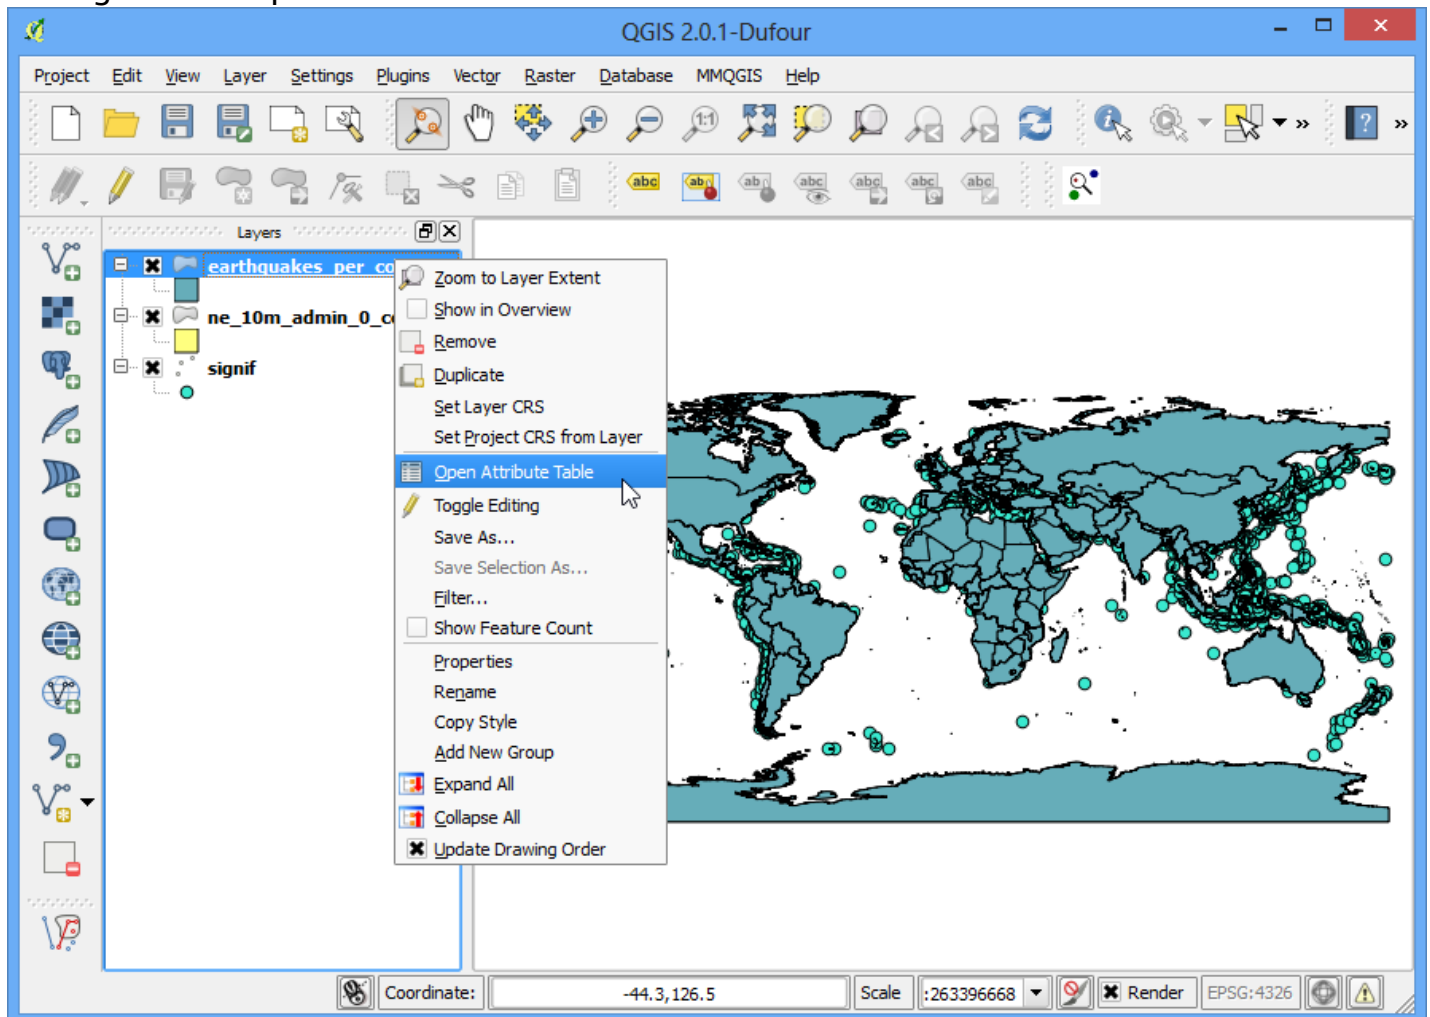 QGIS 2.0.1-Dufour
Project Edit View Layer Settings Plugins Vector Raster Database MMQGIS Help
1:1
abc
Layers
earthquakes_per_co
ne_10m_admin_0_c
signif
Zoom to Layer Extent
Show in Overview
Remove
Duplicate
Set Layer CRS
Set Project CRS from Layer
Open Attribute Table
Toggle Editing
Save As...
Save Selection As...
Filter...
Show Feature Count
Properties
Rename
Copy Style
Add New Group
Expand All
Collapse All
Update Drawing Order
Coordinate: -44.3,126.5 Scale :263396668 Render EPSG:4326